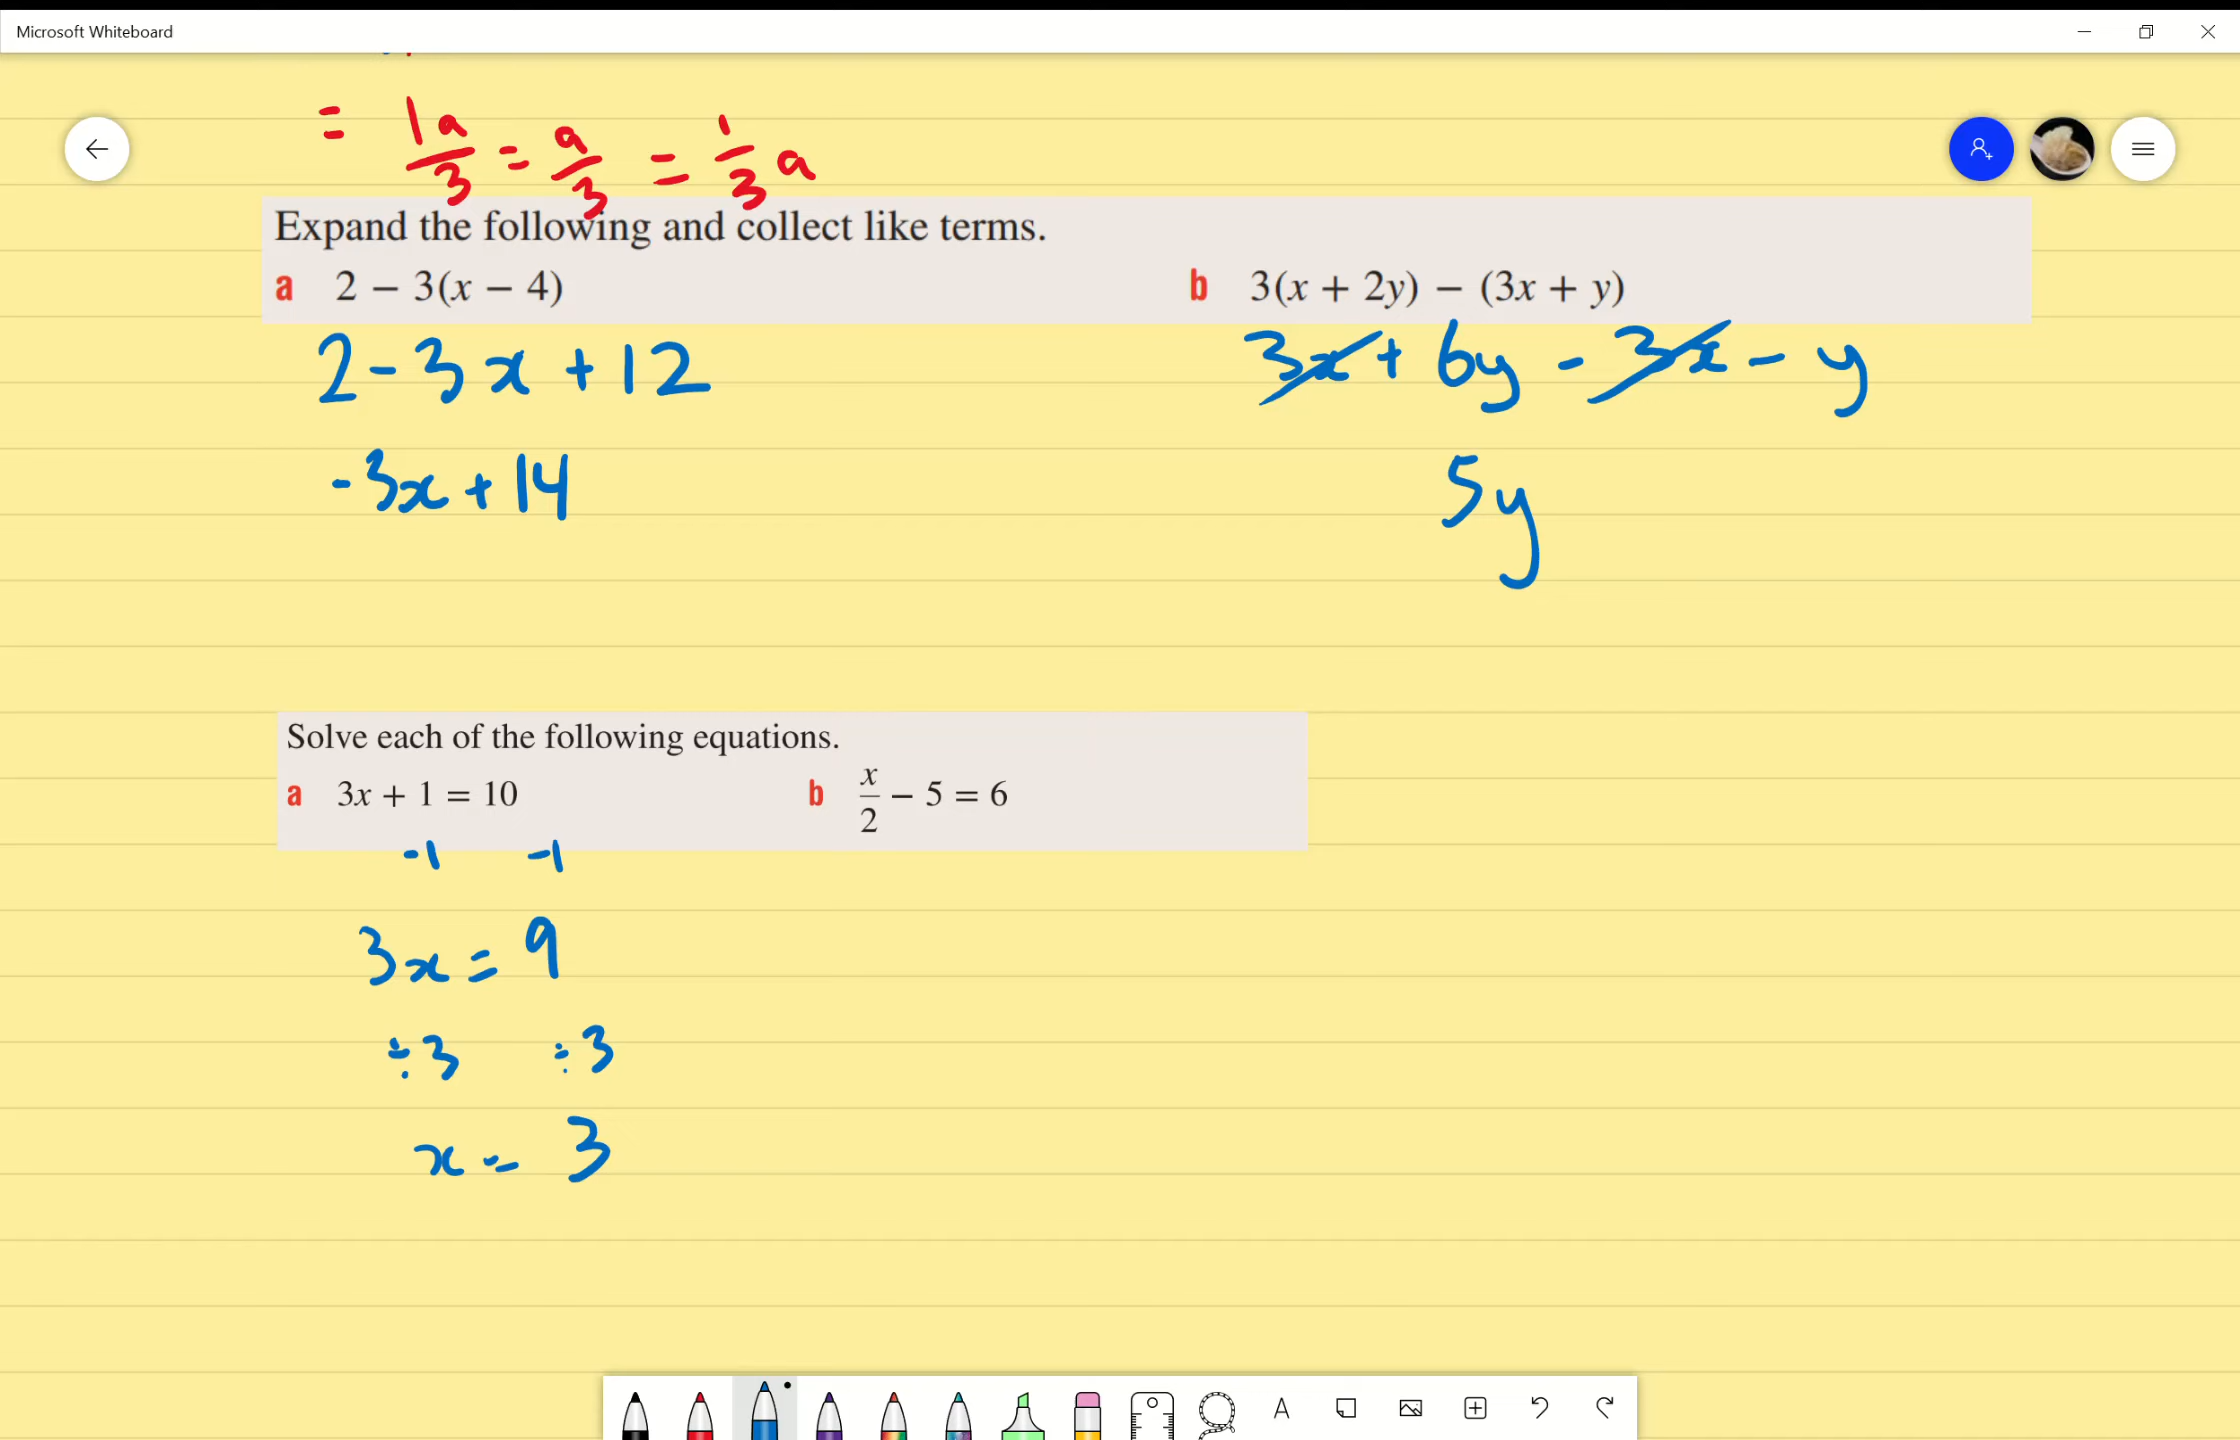 Microsoft Whiteboard
= 1a/3 = a/3 = 1/3 a
Expand the following and collect like terms.
a 2 − 3(x − 4)
b 3(x + 2y) − (3x + y)
2 - 3x + 12
3x + 6y - 3x - y
-3x + 14
5y
Solve each of the following equations.
a 3x + 1 = 10
b x/2 − 5 = 6
-1 -1
3x = 9
÷3 ÷3
x = 3
A